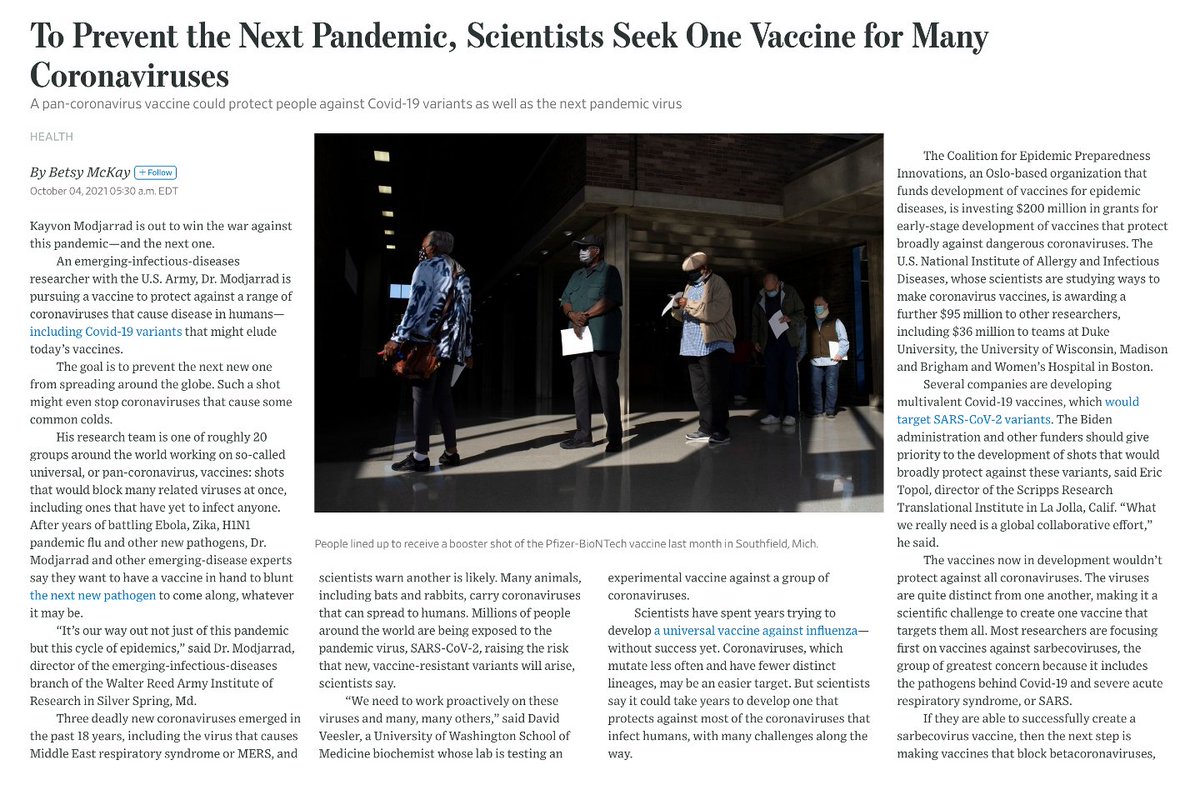 To Prevent the Next Pandemic, Scientists Seek One Vaccine for Many
Coronaviruses
A pan-coronavirus vaccine could protect people against Covid-19 variants as well as the next pandemic virus
HEALTH
By Betsy McKay + Follow
October 04, 2021 05:30 a.m. EDT
Kayvon Modjarrad is out to win the war against
this pandemic—and the next one.
An emerging-infectious-diseases
researcher with the U.S. Army, Dr. Modjarrad is
pursuing a vaccine to protect against a range of
coronaviruses that cause disease in humans—
including Covid-19 variants that might elude
today's vaccines.
The goal is to prevent the next new one
from spreading around the globe. Such a shot
might even stop coronaviruses that cause some
common colds.
His research team is one of roughly 20
groups around the world working on so-called
universal, or pan-coronavirus, vaccines: shots
that would block many related viruses at once,
including ones that have yet to infect anyone.
After years of battling Ebola, Zika, H1N1
pandemic flu and other new pathogens, Dr.
Modjarrad and other emerging-disease experts
say they want to have a vaccine in hand to blunt
the next new pathogen to come along, whatever
it may be.
“It's our way out not just of this pandemic
but this cycle of epidemics,” said Dr. Modjarrad,
director of the emerging-infectious-diseases
branch of the Walter Reed Army Institute of
Research in Silver Spring, Md.
Three deadly new coronaviruses emerged in
the past 18 years, including the virus that causes
Middle East respiratory syndrome or MERS, and
People lined up to receive a booster shot of the Pfizer-BioNTech vaccine last month in Southfield, Mich.
scientists warn another is likely. Many animals,
including bats and rabbits, carry coronaviruses
that can spread to humans. Millions of people
around the world are being exposed to the
pandemic virus, SARS-CoV-2, raising the risk
that new, vaccine-resistant variants will arise,
scientists say.
“We need to work proactively on these
viruses and many, many others,” said David
Veesler, a University of Washington School of
Medicine biochemist whose lab is testing an
experimental vaccine against a group of
coronaviruses.
Scientists have spent years trying to
develop a universal vaccine against influenza—
without success yet. Coronaviruses, which
mutate less often and have fewer distinct
lineages, may be an easier target. But scientists
say it could take years to develop one that
protects against most of the coronaviruses that
infect humans, with many challenges along the
way.
The Coalition for Epidemic Preparedness
Innovations, an Oslo-based organization that
funds development of vaccines for epidemic
diseases, is investing $200 million in grants for
early-stage development of vaccines that protect
broadly against dangerous coronaviruses. The
U.S. National Institute of Allergy and Infectious
Diseases, whose scientists are studying ways to
make coronavirus vaccines, is awarding a
further $95 million to other researchers,
including $36 million to teams at Duke
University, the University of Wisconsin, Madison
and Brigham and Women's Hospital in Boston.
Several companies are developing
multivalent Covid-19 vaccines, which would
target SARS-CoV-2 variants. The Biden
administration and other funders should give
priority to the development of shots that would
broadly protect against these variants, said Eric
Topol, director of the Scripps Research
Translational Institute in La Jolla, Calif. “What
we really need is a global collaborative effort,”
he said.
The vaccines now in development wouldn't
protect against all coronaviruses. The viruses
are quite distinct from one another, making it a
scientific challenge to create one vaccine that
targets them all. Most researchers are focusing
first on vaccines against sarbecoviruses, the
group of greatest concern because it includes
the pathogens behind Covid-19 and severe acute
respiratory syndrome, or SARS.
If they are able to successfully create a
sarbecovirus vaccine, then the next step is
making vaccines that block betacoronaviruses,